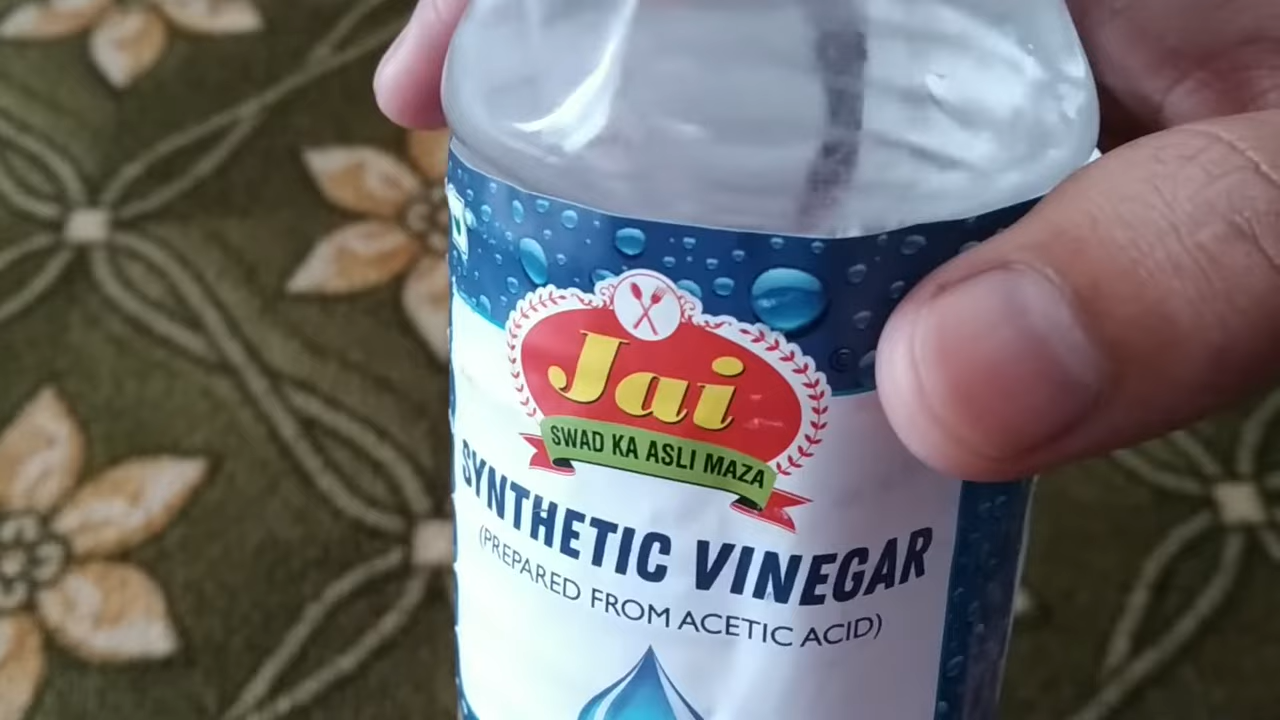 Jai
SWAD KA ASLI MAZA
SYNTHETIC VINEGAR
(PREPARED FROM ACETIC ACID)